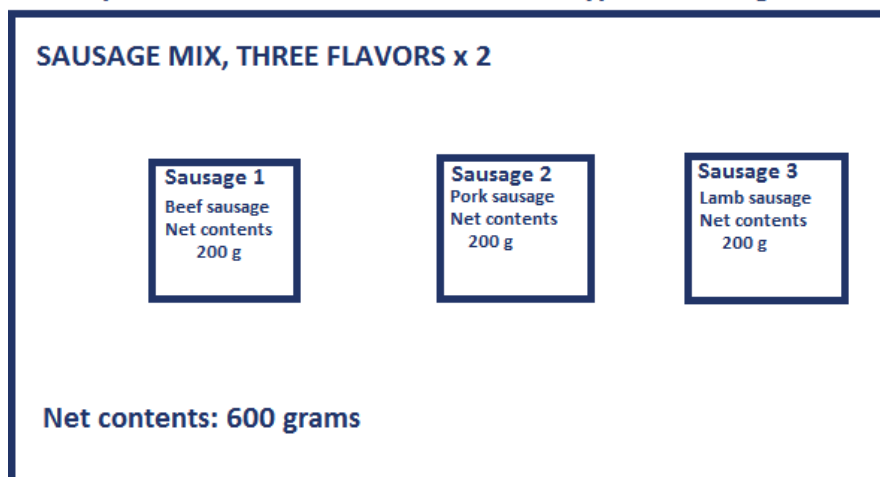 SAUSAGE MIX, THREE FLAVORS x 2
Sausage 1
Beef sausage
Net contents
200 g
Sausage 2
Pork sausage
Net contents
200 g
Sausage 3
Lamb sausage
Net contents
200 g
Net contents: 600 grams